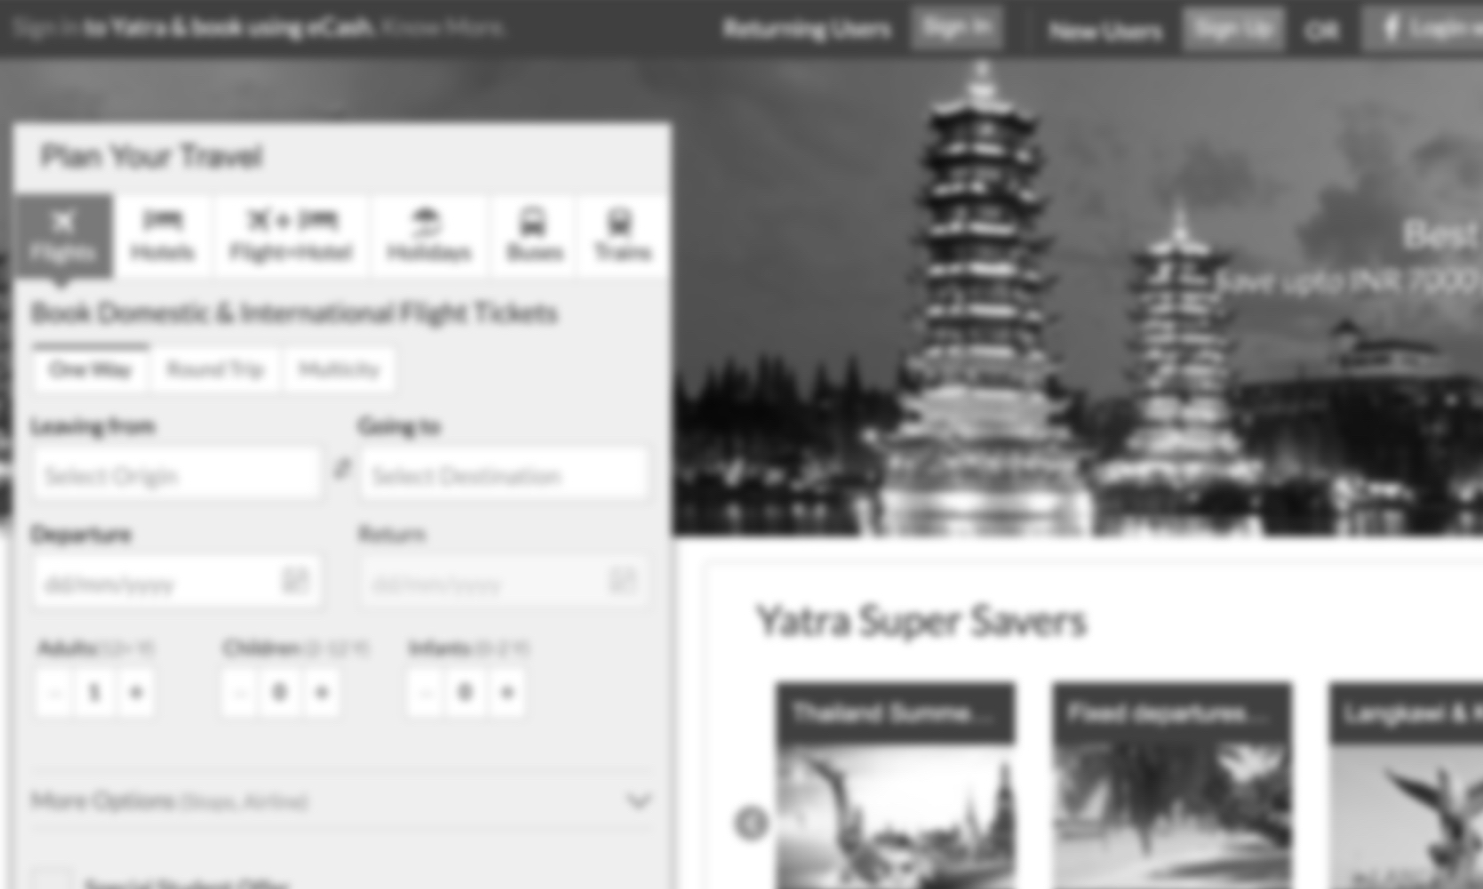 Sign in to Yatra & book using eCash. Know More.
Returning Users Sign In New Users Sign Up OR Login
Plan Your Travel
Flights Hotels Flight+Hotel Holidays Buses Trains
Best
Save upto INR 7000
Book Domestic & International Flight Tickets
One Way Round Trip Multicity
Leaving from Going to
Select Origin Select Destination
Departure Return
dd/mm/yyyy dd/mm/yyyy
Yatra Super Savers
Adults (12+ Y) Children (2-12 Y) Infants (0-2 Y)
- 1 + - 0 + - 0 +
Thailand Summe... Fixed departures... Langkawi &
More Options (Stops, Airline)
Special Student Offer